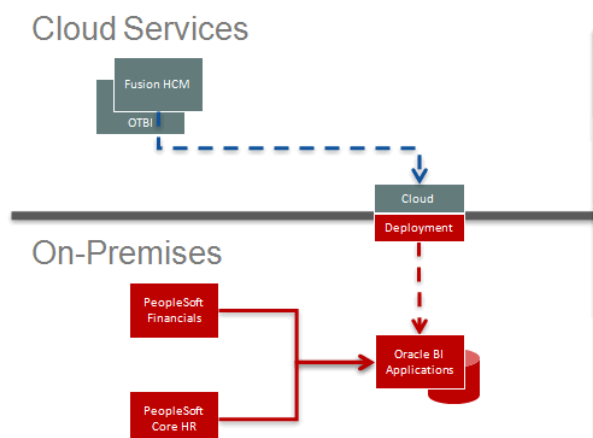 Cloud Services
Fusion HCM
OTBI
Cloud
Deployment
On-Premises
PeopleSoft
Financials
Oracle BI
Applications
PeopleSoft
Core HR